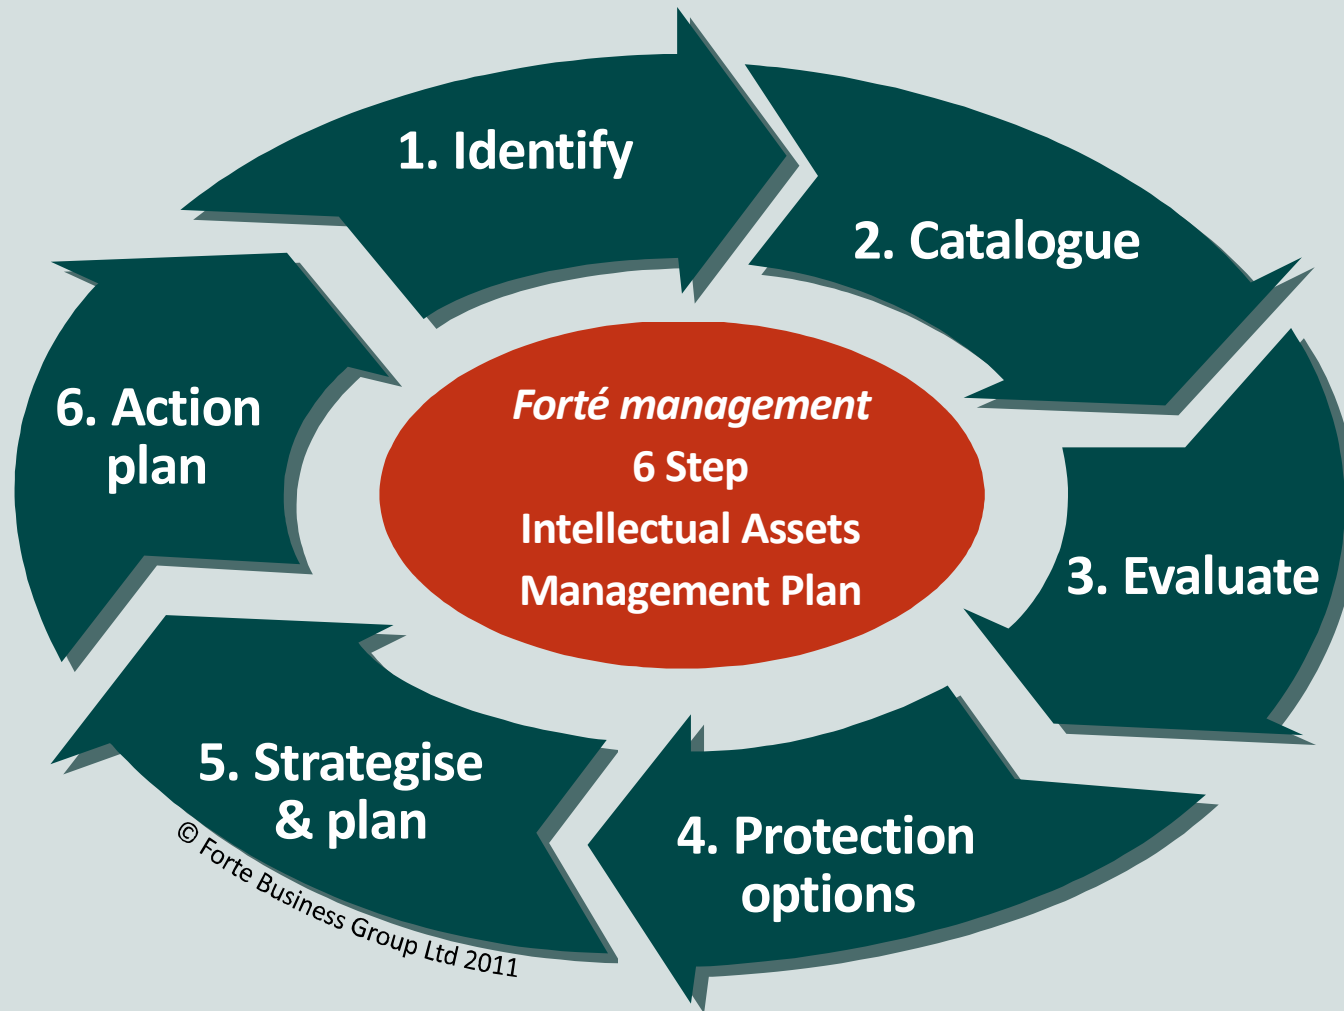 1. Identify
2. Catalogue
3. Evaluate
4. Protection
options
5. Strategise
& plan
6. Action
plan
Forté management
6 Step
Intellectual Assets
Management Plan
© Forte Business Group Ltd 2011